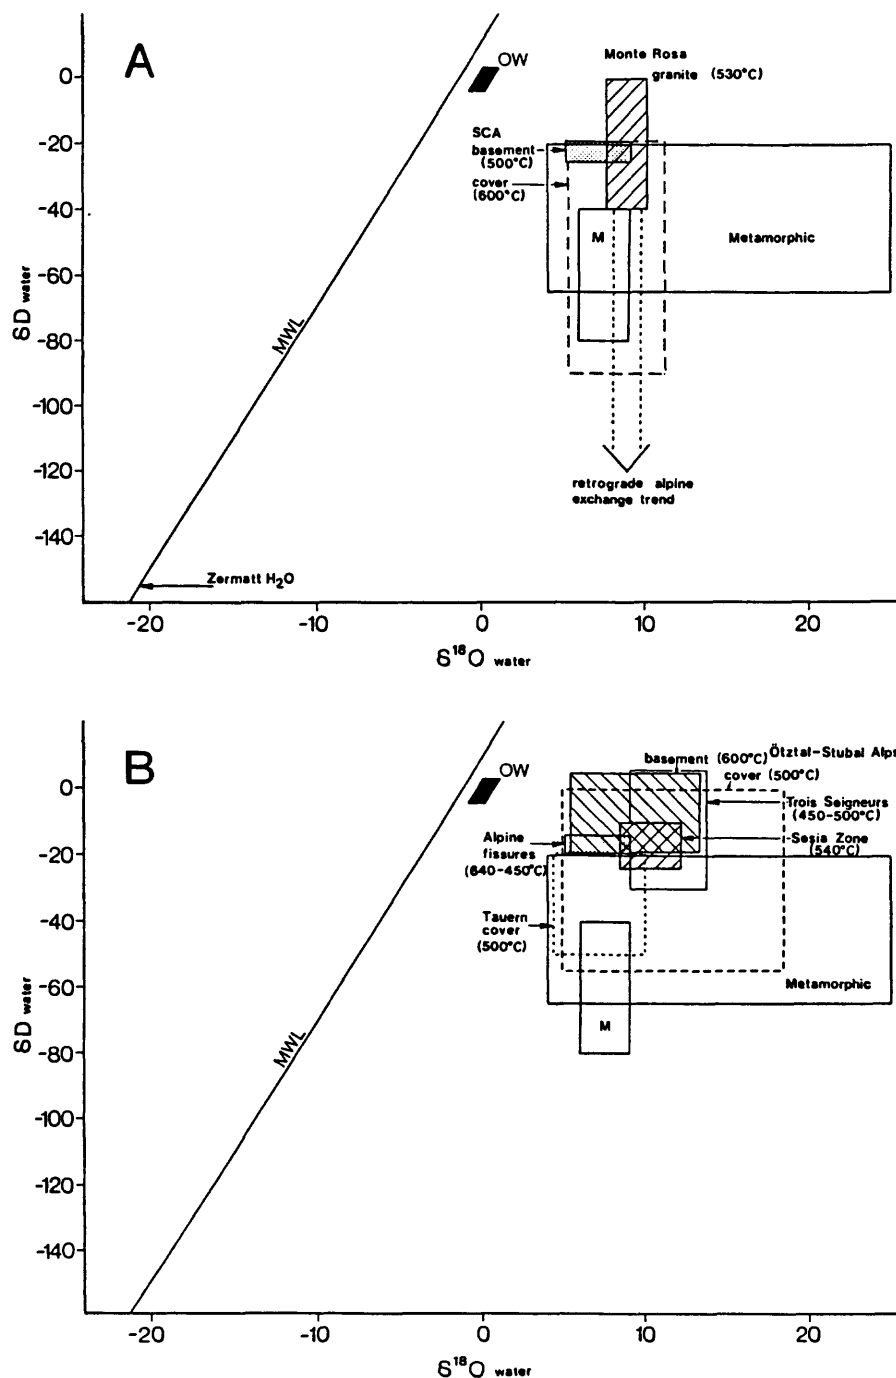 A
OW
Monte Rosa
granite (530°C)
SCA
basement
(500°C)
cover
(600°C)
M
Metamorphic
MWL
retrograde alpine
exchange trend
Zermatt H₂O
0
-20
-40
-60
-80
-100
-120
-140
δD water
-20
-10
0
10
20
δ¹⁸O water
B
OW
basement (600°C) Ötztal-Stubal Alps
cover (500°C)
Trois Seigneurs
(450-500°C)
Alpine
fissures
(640-450°C)
Sesia Zone
(540°C)
Tauern
cover
(500°C)
Metamorphic
M
MWL
0
-20
-40
-60
-80
-100
-120
-140
δD water
-20
-10
0
10
20
δ¹⁸O water